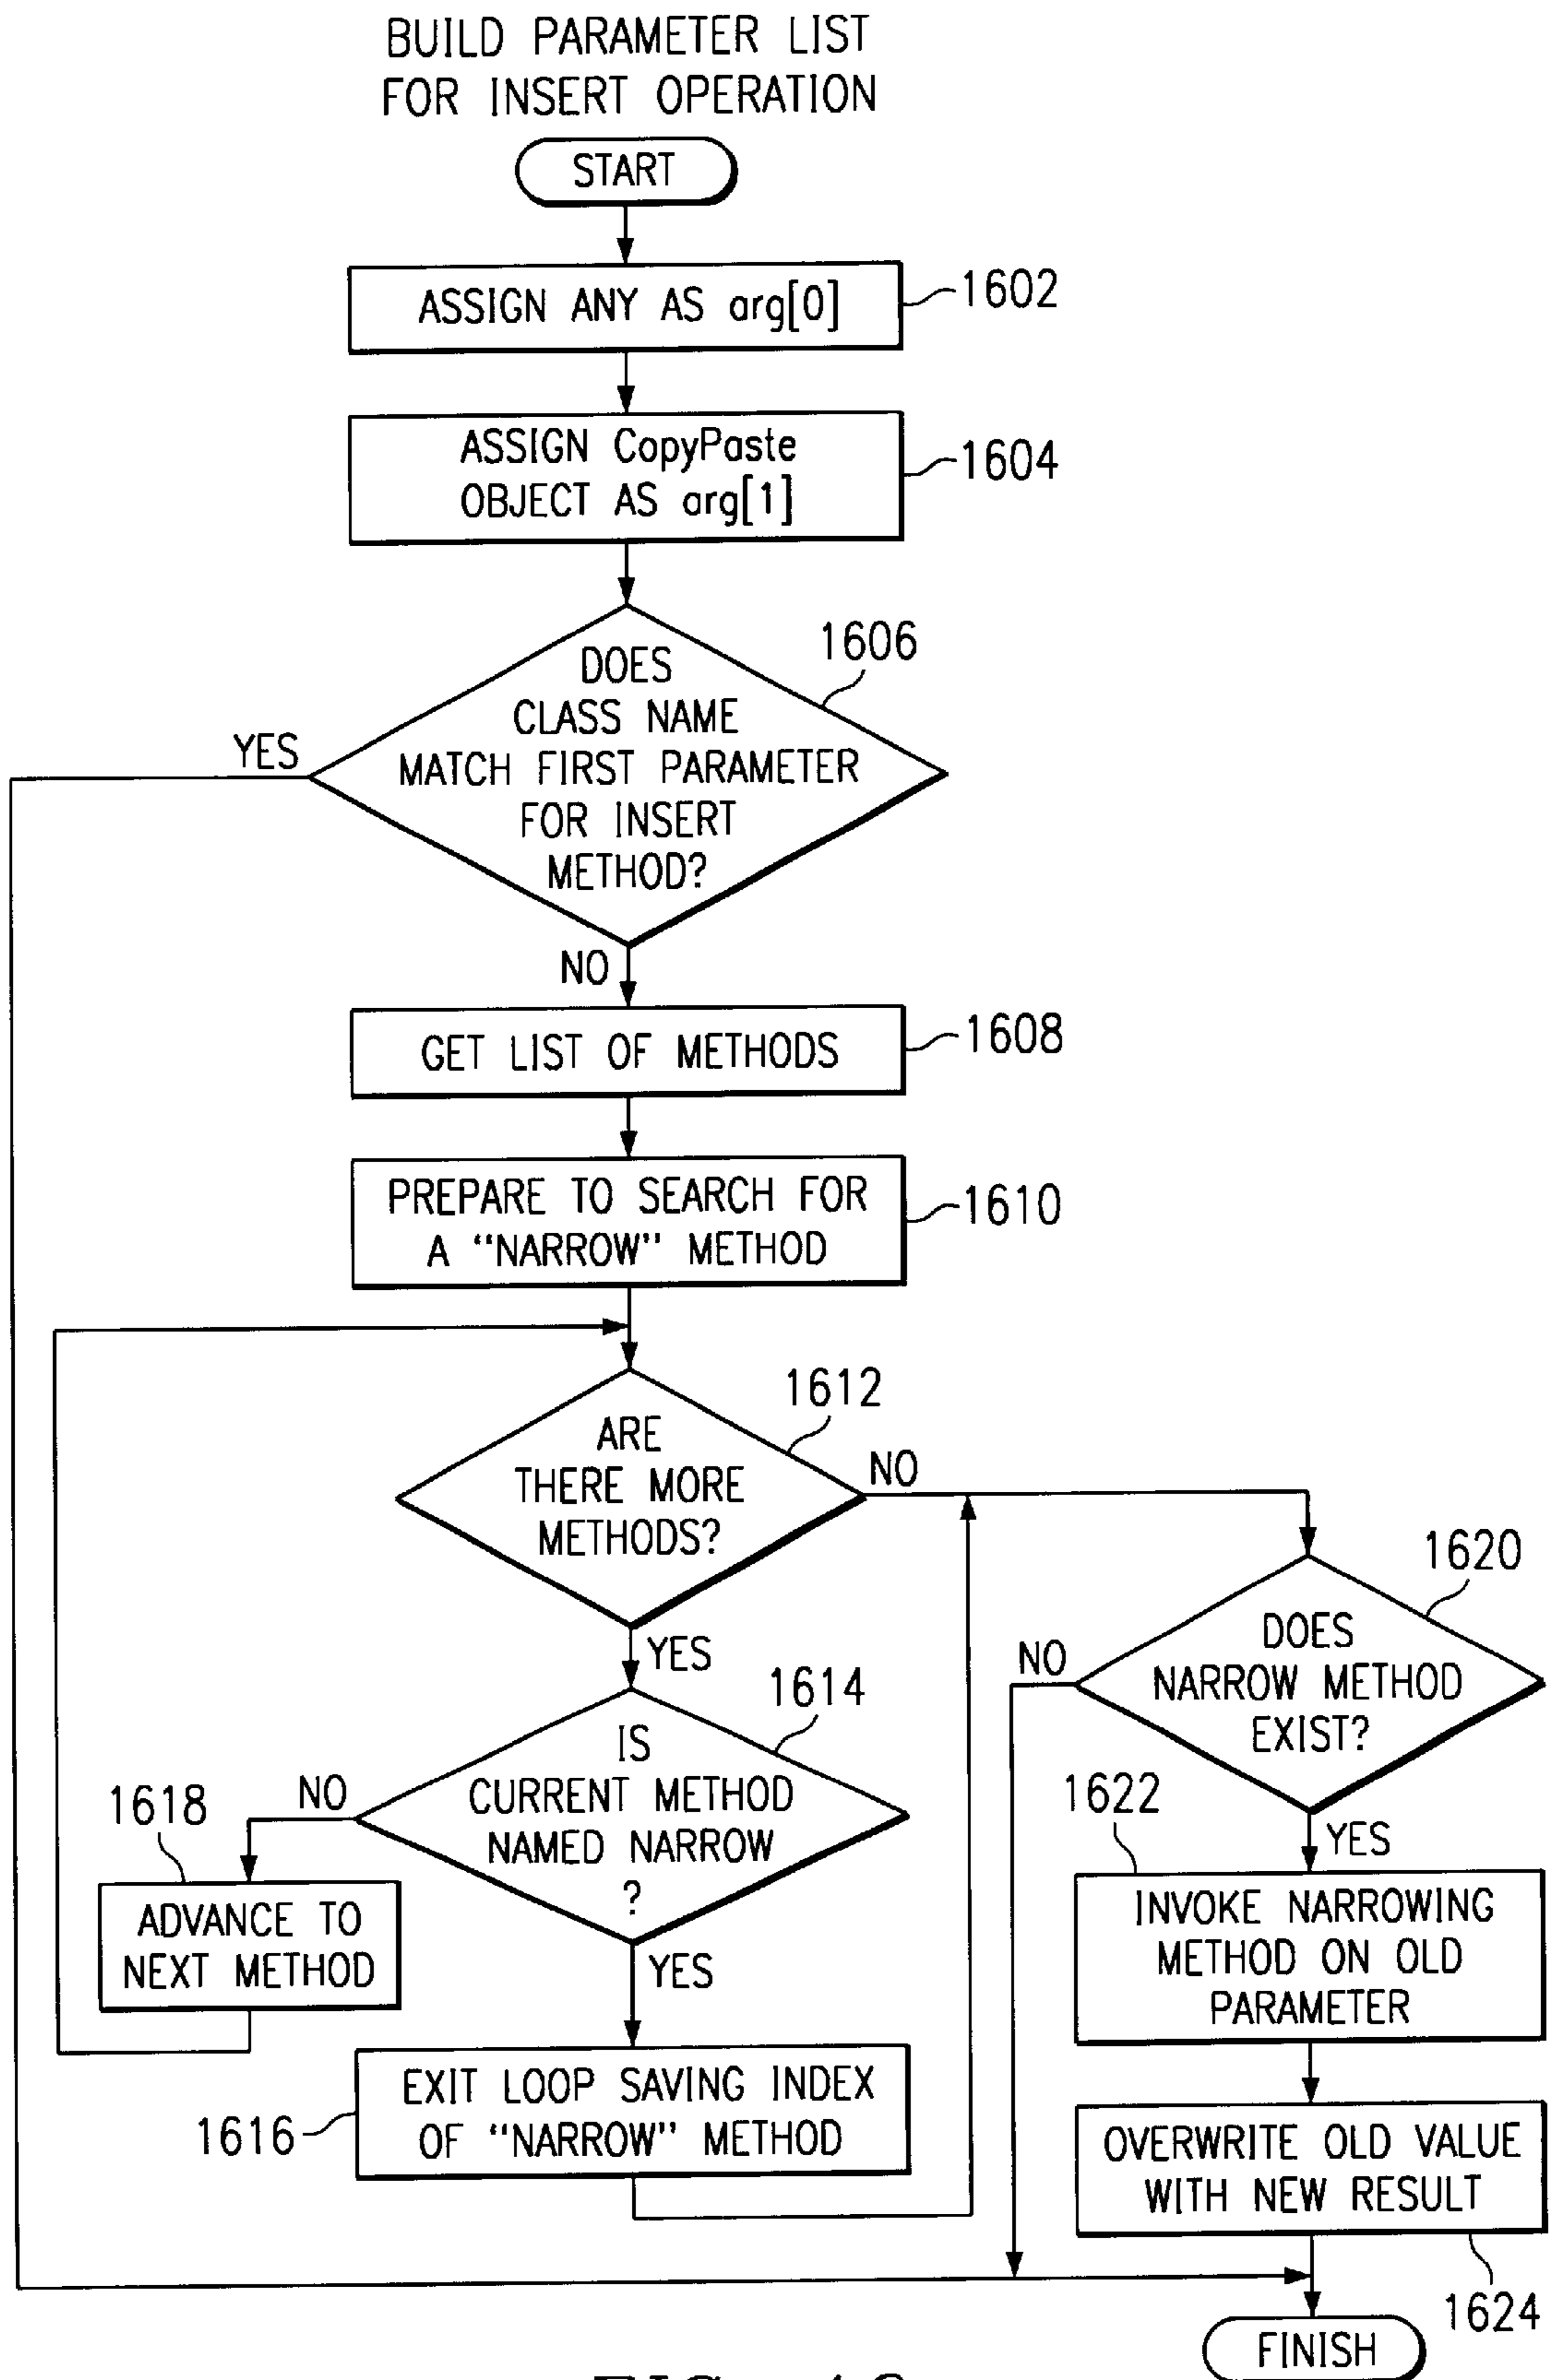 BUILD PARAMETER LIST
FOR INSERT OPERATION
START
ASSIGN ANY AS arg[0]
1602
ASSIGN CopyPaste
OBJECT AS arg[1]
1604
1606
DOES
CLASS NAME
MATCH FIRST PARAMETER
FOR INSERT
METHOD?
YES
NO
GET LIST OF METHODS
1608
PREPARE TO SEARCH FOR
A “NARROW” METHOD
1610
1612
ARE
THERE MORE
METHODS?
NO
YES
1614
IS
CURRENT METHOD
NAMED NARROW
?
NO
YES
1618
ADVANCE TO
NEXT METHOD
EXIT LOOP SAVING INDEX
OF “NARROW” METHOD
1616
1620
DOES
NARROW METHOD
EXIST?
NO
YES
1622
INVOKE NARROWING
METHOD ON OLD
PARAMETER
OVERWRITE OLD VALUE
WITH NEW RESULT
1624
FINISH